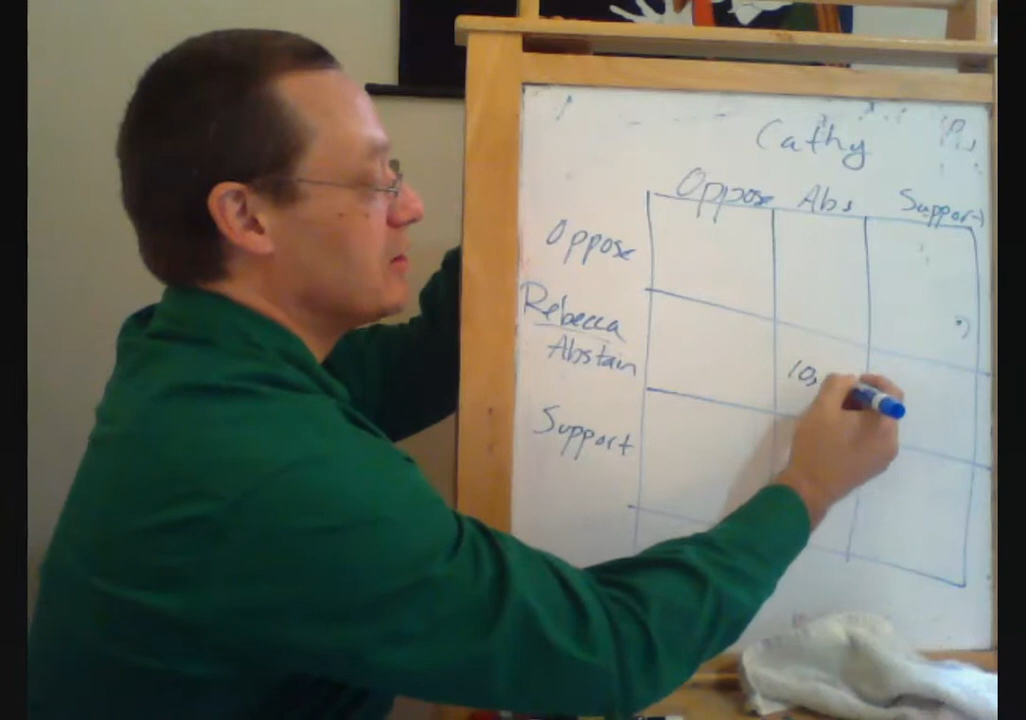 Cathy
Oppose Abs Support
Oppose
Rebecca
Abstain
10,
Support